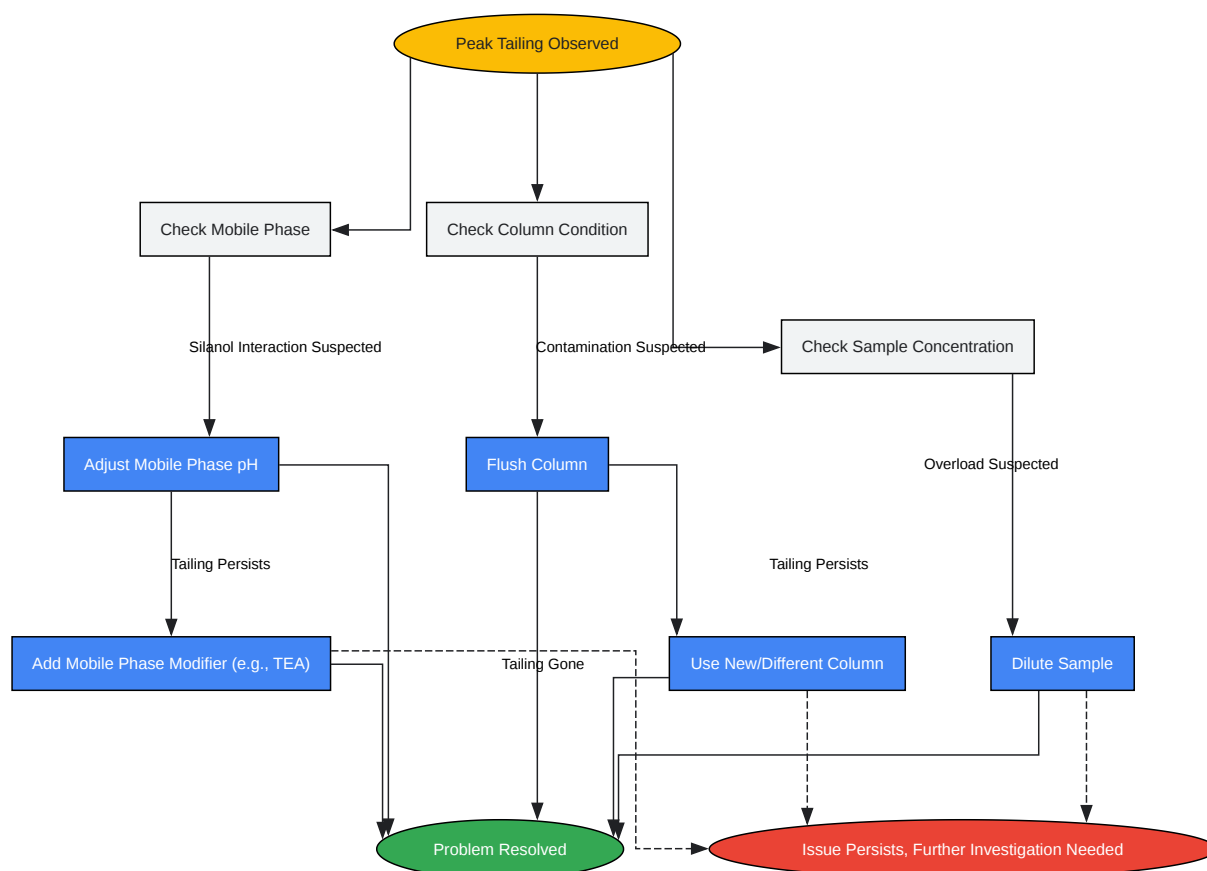 Peak Tailing Observed
Check Mobile Phase
Check Column Condition
Check Sample Concentration
Silanol Interaction Suspected
Contamination Suspected
Overload Suspected
Adjust Mobile Phase pH
Flush Column
Tailing Persists
Tailing Persists
Add Mobile Phase Modifier (e.g., TEA)
Tailing Gone
Use New/Different Column
Dilute Sample
Problem Resolved
Issue Persists, Further Investigation Needed